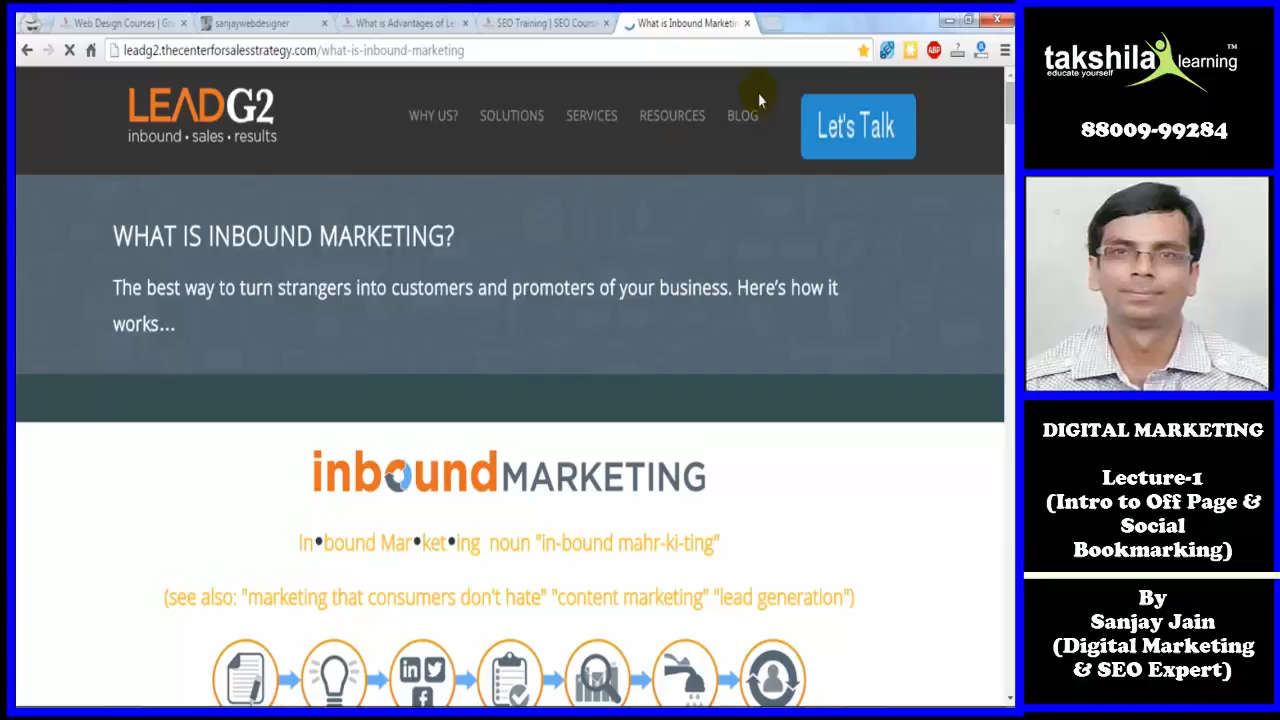 Web Design Courses | Gr
sanjaywebdesigner
What is Advantages of Le
SEO Training | SEO Cours
What is Inbound Marketin
leadg2.thecenterforsalesstrategy.com/what-is-inbound-marketing
ABP
LEADG2
inbound • sales • results
WHY US?
SOLUTIONS
SERVICES
RESOURCES
BLOG
Let's Talk
WHAT IS INBOUND MARKETING?
The best way to turn strangers into customers and promoters of your business. Here's how it
works...
inbound MARKETING
In•bound Mar•ket•ing noun "in-bound mahr-ki-ting"
(see also: "marketing that consumers don't hate" "content marketing" "lead generation")
in
f
takshila learning™
educate yourself
88009-99284
DIGITAL MARKETING
Lecture-1
(Intro to Off Page &
Social
Bookmarking)
By
Sanjay Jain
(Digital Marketing
& SEO Expert)